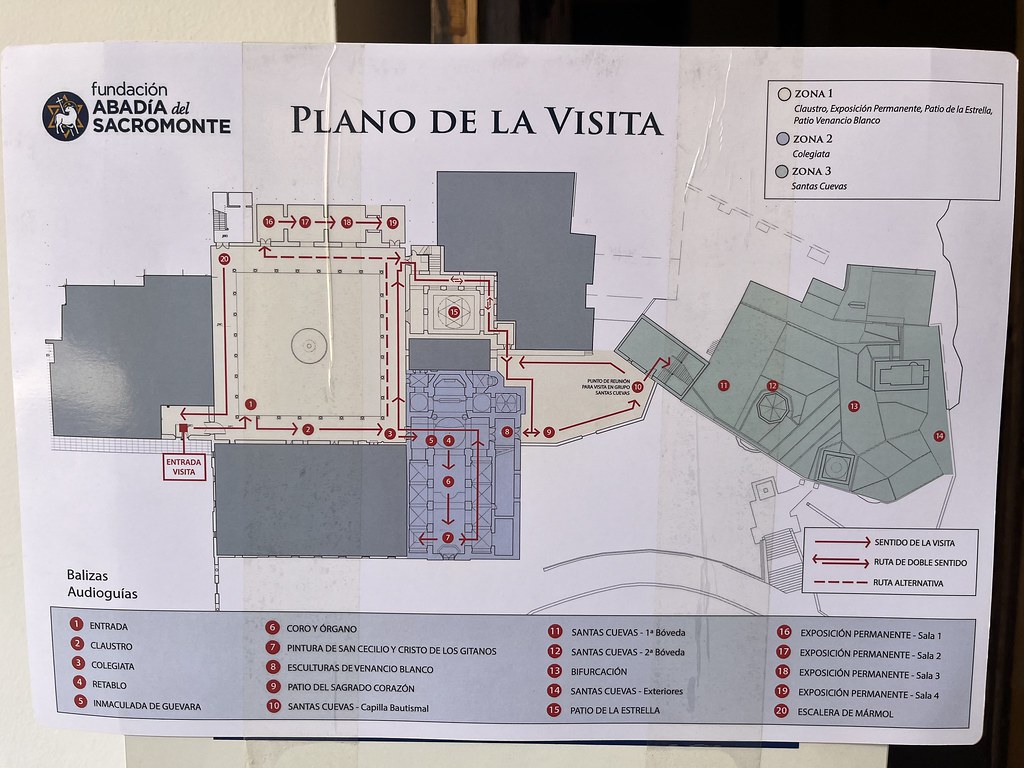 fundación
ABADÍA del
SACROMONTE
PLANO DE LA VISITA
ZONA 1
Claustro, Exposición Permanente, Patio de la Estrella,
Patio Venancio Blanco
ZONA 2
Colegiata
ZONA 3
Santas Cuevas
16
17
18
19
20
15
PUNTO DE REUNIÓN
PARA VISITA EN GRUPO
SANTAS CUEVAS
10
11
12
13
14
1
2
3
5
4
8
9
6
7
ENTRADA
VISITA
SENTIDO DE LA VISITA
RUTA DE DOBLE SENTIDO
RUTA ALTERNATIVA
Balizas
Audioguías
1 ENTRADA
2 CLAUSTRO
3 COLEGIATA
4 RETABLO
5 INMACULADA DE GUEVARA
6 CORO Y ÓRGANO
7 PINTURA DE SAN CECILIO Y CRISTO DE LOS GITANOS
8 ESCULTURAS DE VENANCIO BLANCO
9 PATIO DEL SAGRADO CORAZÓN
10 SANTAS CUEVAS - Capilla Bautismal
11 SANTAS CUEVAS - 1ª Bóveda
12 SANTAS CUEVAS - 2ª Bóveda
13 BIFURCACIÓN
14 SANTAS CUEVAS - Exteriores
15 PATIO DE LA ESTRELLA
16 EXPOSICIÓN PERMANENTE - Sala 1
17 EXPOSICIÓN PERMANENTE - Sala 2
18 EXPOSICIÓN PERMANENTE - Sala 3
19 EXPOSICIÓN PERMANENTE - Sala 4
20 ESCALERA DE MÁRMOL